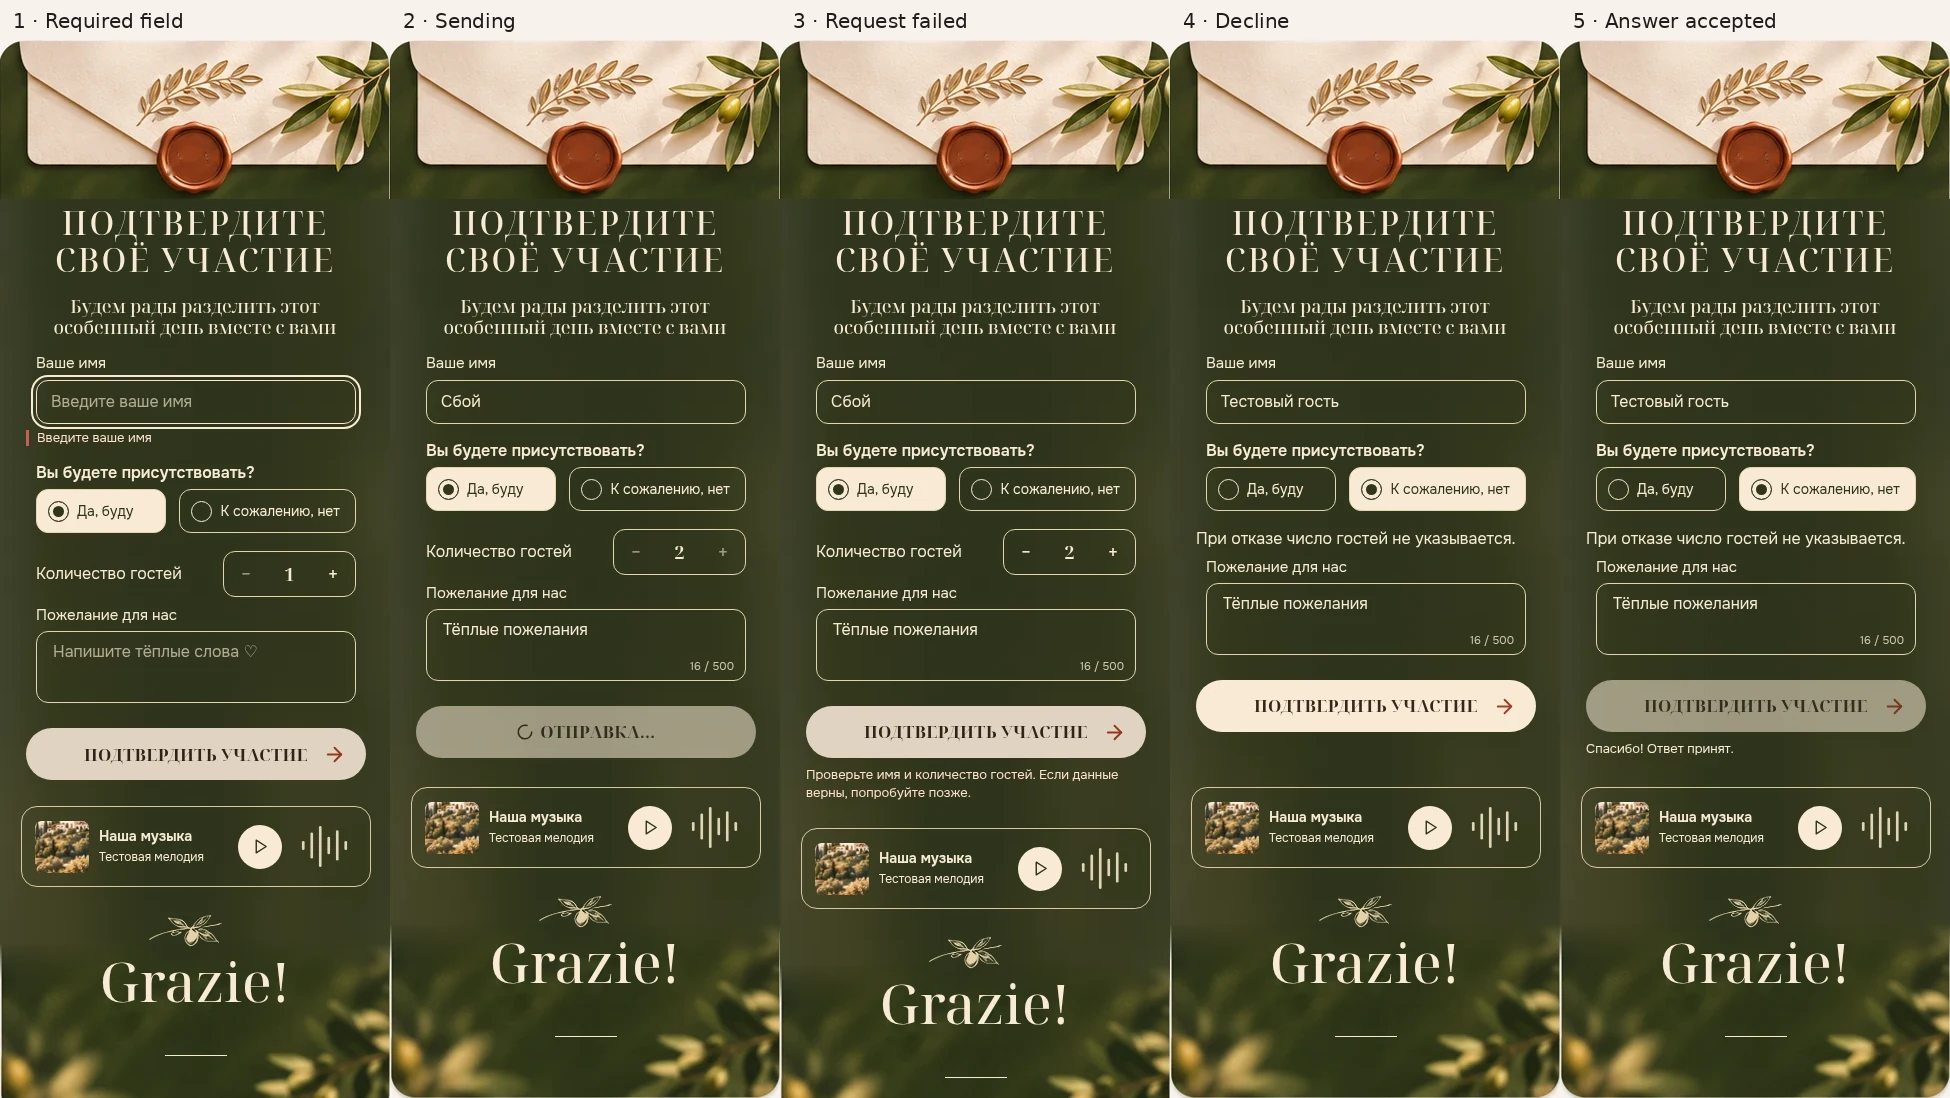 1 · Required field
ПОДТВЕРДИТЕ
СВОЁ УЧАСТИЕ
Будем рады разделить этот
особенный день вместе с вами
Ваше имя
Введите ваше имя
Введите ваше имя
Вы будете присутствовать?
Да, буду
К сожалению, нет
Количество гостей
− 1 +
Пожелание для нас
Напишите тёплые слова ♡
ПОДТВЕРДИТЬ УЧАСТИЕ →
Наша музыка
Тестовая мелодия
Grazie!
2 · Sending
ПОДТВЕРДИТЕ
СВОЁ УЧАСТИЕ
Будем рады разделить этот
особенный день вместе с вами
Ваше имя
Сбой
Вы будете присутствовать?
Да, буду
К сожалению, нет
Количество гостей
− 2 +
Пожелание для нас
Тёплые пожелания
16 / 500
ОТПРАВКА...
Наша музыка
Тестовая мелодия
Grazie!
3 · Request failed
ПОДТВЕРДИТЕ
СВОЁ УЧАСТИЕ
Будем рады разделить этот
особенный день вместе с вами
Ваше имя
Сбой
Вы будете присутствовать?
Да, буду
К сожалению, нет
Количество гостей
− 2 +
Пожелание для нас
Тёплые пожелания
16 / 500
ПОДТВЕРДИТЬ УЧАСТИЕ →
Проверьте имя и количество гостей. Если данные
верны, попробуйте позже.
Наша музыка
Тестовая мелодия
Grazie!
4 · Decline
ПОДТВЕРДИТЕ
СВОЁ УЧАСТИЕ
Будем рады разделить этот
особенный день вместе с вами
Ваше имя
Тестовый гость
Вы будете присутствовать?
Да, буду
К сожалению, нет
При отказе число гостей не указывается.
Пожелание для нас
Тёплые пожелания
16 / 500
ПОДТВЕРДИТЬ УЧАСТИЕ →
Наша музыка
Тестовая мелодия
Grazie!
5 · Answer accepted
ПОДТВЕРДИТЕ
СВОЁ УЧАСТИЕ
Будем рады разделить этот
особенный день вместе с вами
Ваше имя
Тестовый гость
Вы будете присутствовать?
Да, буду
К сожалению, нет
При отказе число гостей не указывается.
Пожелание для нас
Тёплые пожелания
16 / 500
ПОДТВЕРДИТЬ УЧАСТИЕ →
Спасибо! Ответ принят.
Наша музыка
Тестовая мелодия
Grazie!